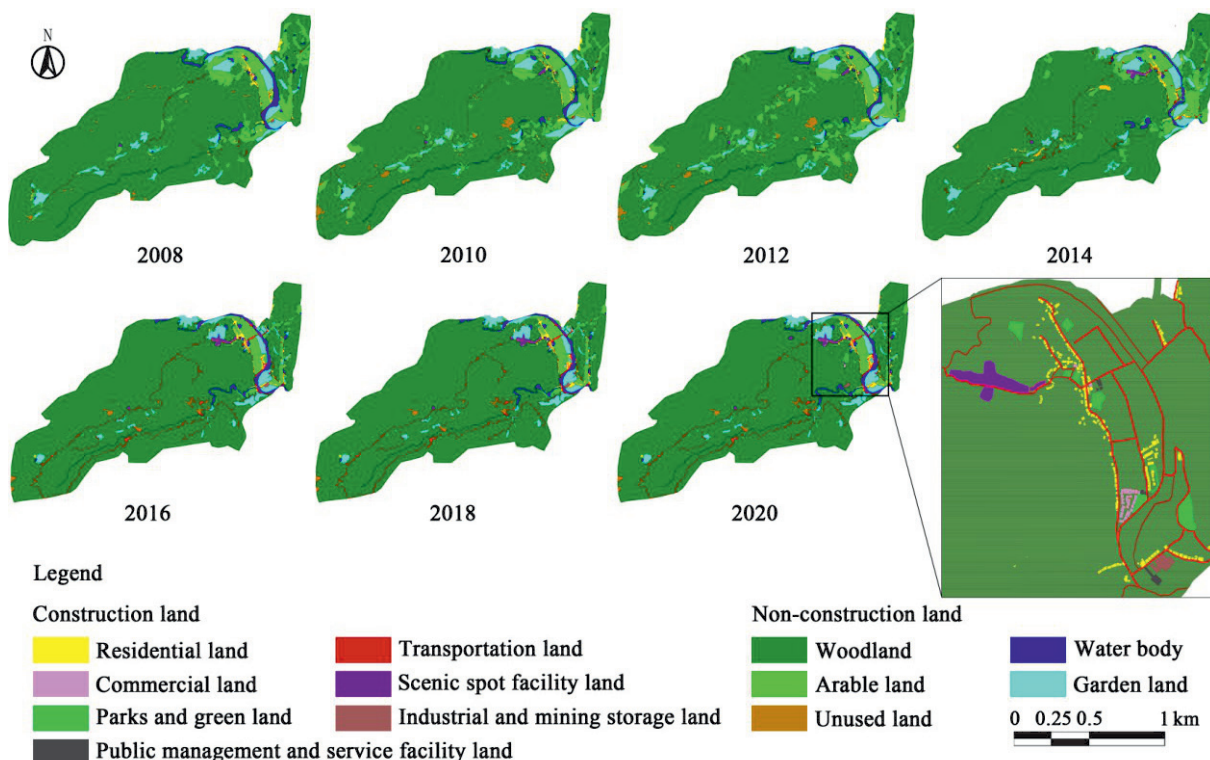 N
2008
2010
2012
2014
2016
2018
2020
Legend
Construction land
Residential land
Commercial land
Parks and green land
Public management and service facility land
Transportation land
Scenic spot facility land
Industrial and mining storage land
Non-construction land
Woodland
Arable land
Unused land
Water body
Garden land
0 0.25 0.5 1 km